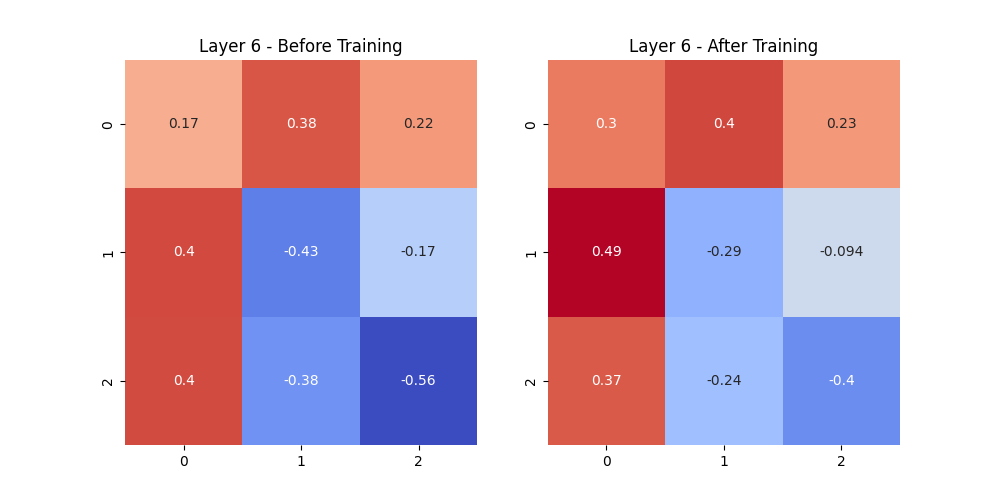 Layer 6 - Before Training
Layer 6 - After Training
0 0.17 0.38 0.22
1 0.4 -0.43 -0.17
2 0.4 -0.38 -0.56
0 1 2
0 0.3 0.4 0.23
1 0.49 -0.29 -0.094
2 0.37 -0.24 -0.4
0 1 2